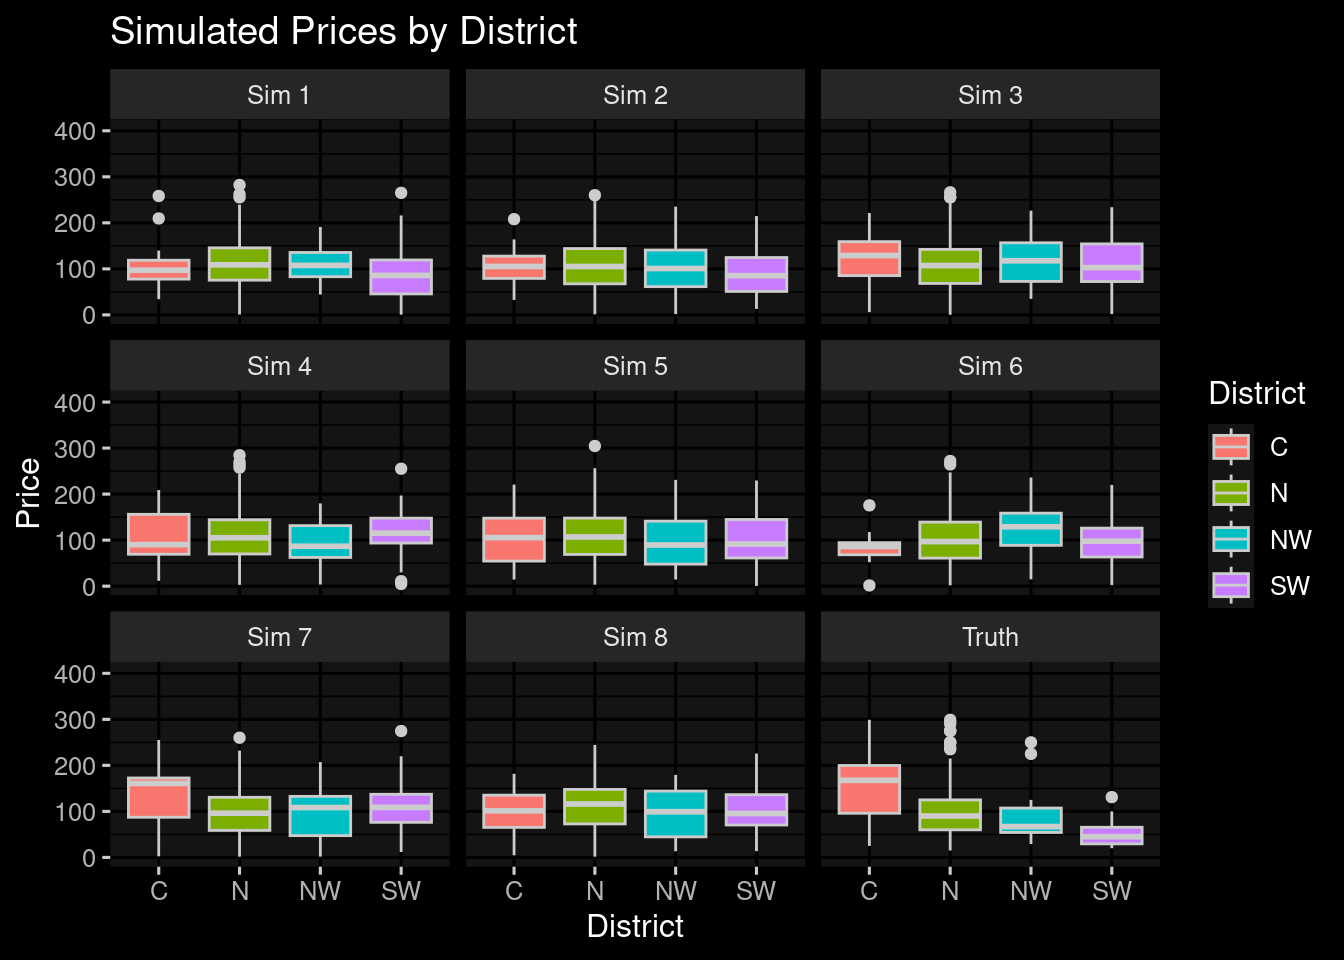 Simulated Prices by District
Sim 1 Sim 2 Sim 3
400
300
200
100
0
Sim 4 Sim 5 Sim 6
400
300
200
100
0
Sim 7 Sim 8 Truth
400
300
200
100
0
C N NW SW C N NW SW C N NW SW
District
Price
District
C
N
NW
SW